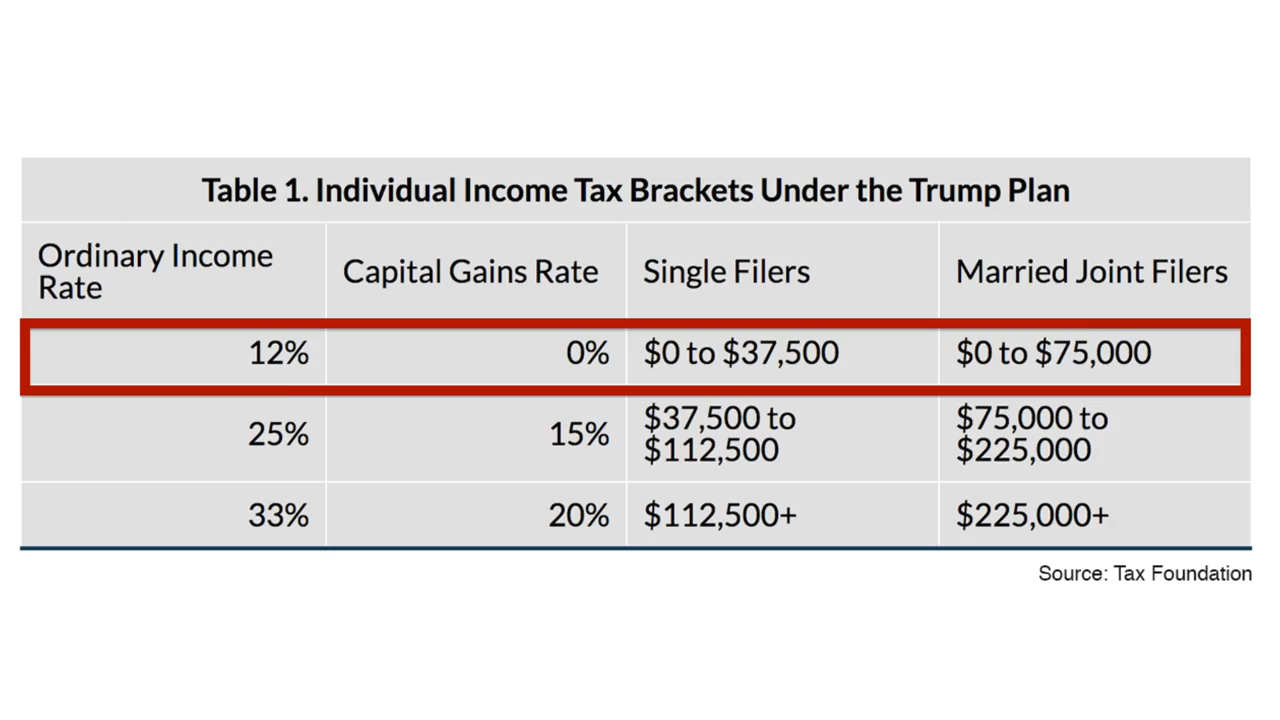 Table 1. Individual Income Tax Brackets Under the Trump Plan
Ordinary Income
Rate
Capital Gains Rate
Single Filers
Married Joint Filers
12%
0%
$0 to $37,500
$0 to $75,000
25%
15%
$37,500 to
$112,500
$75,000 to
$225,000
33%
20%
$112,500+
$225,000+
Source: Tax Foundation